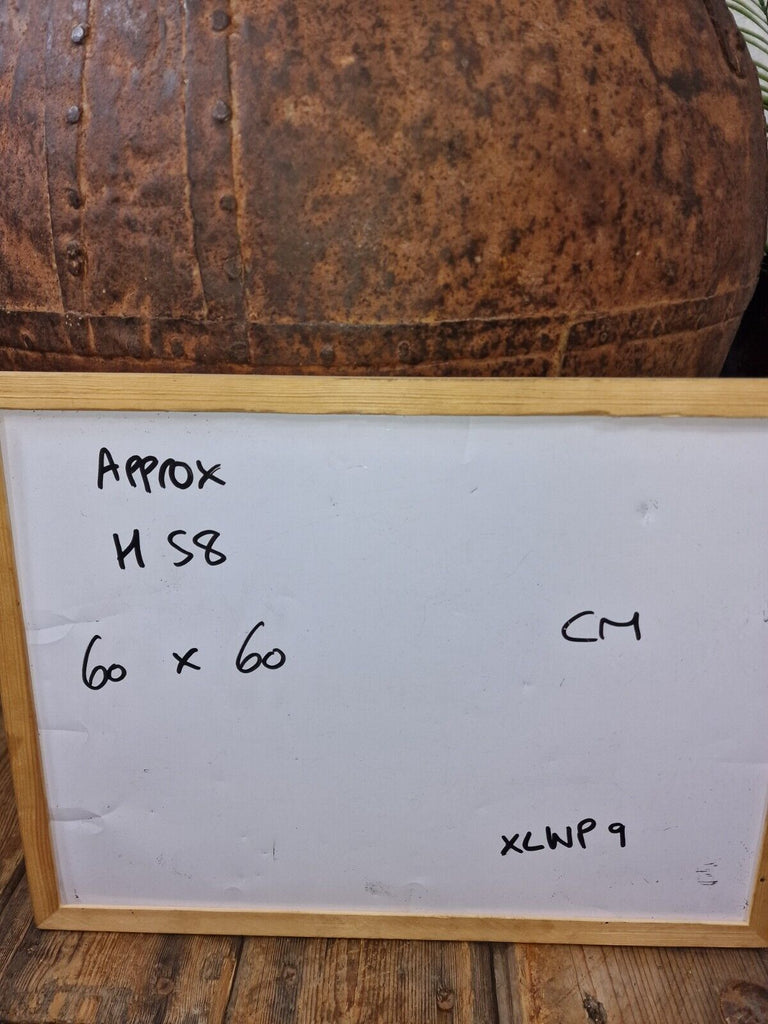 APPROX
H 58
60 x 60
CM
XLWP 9